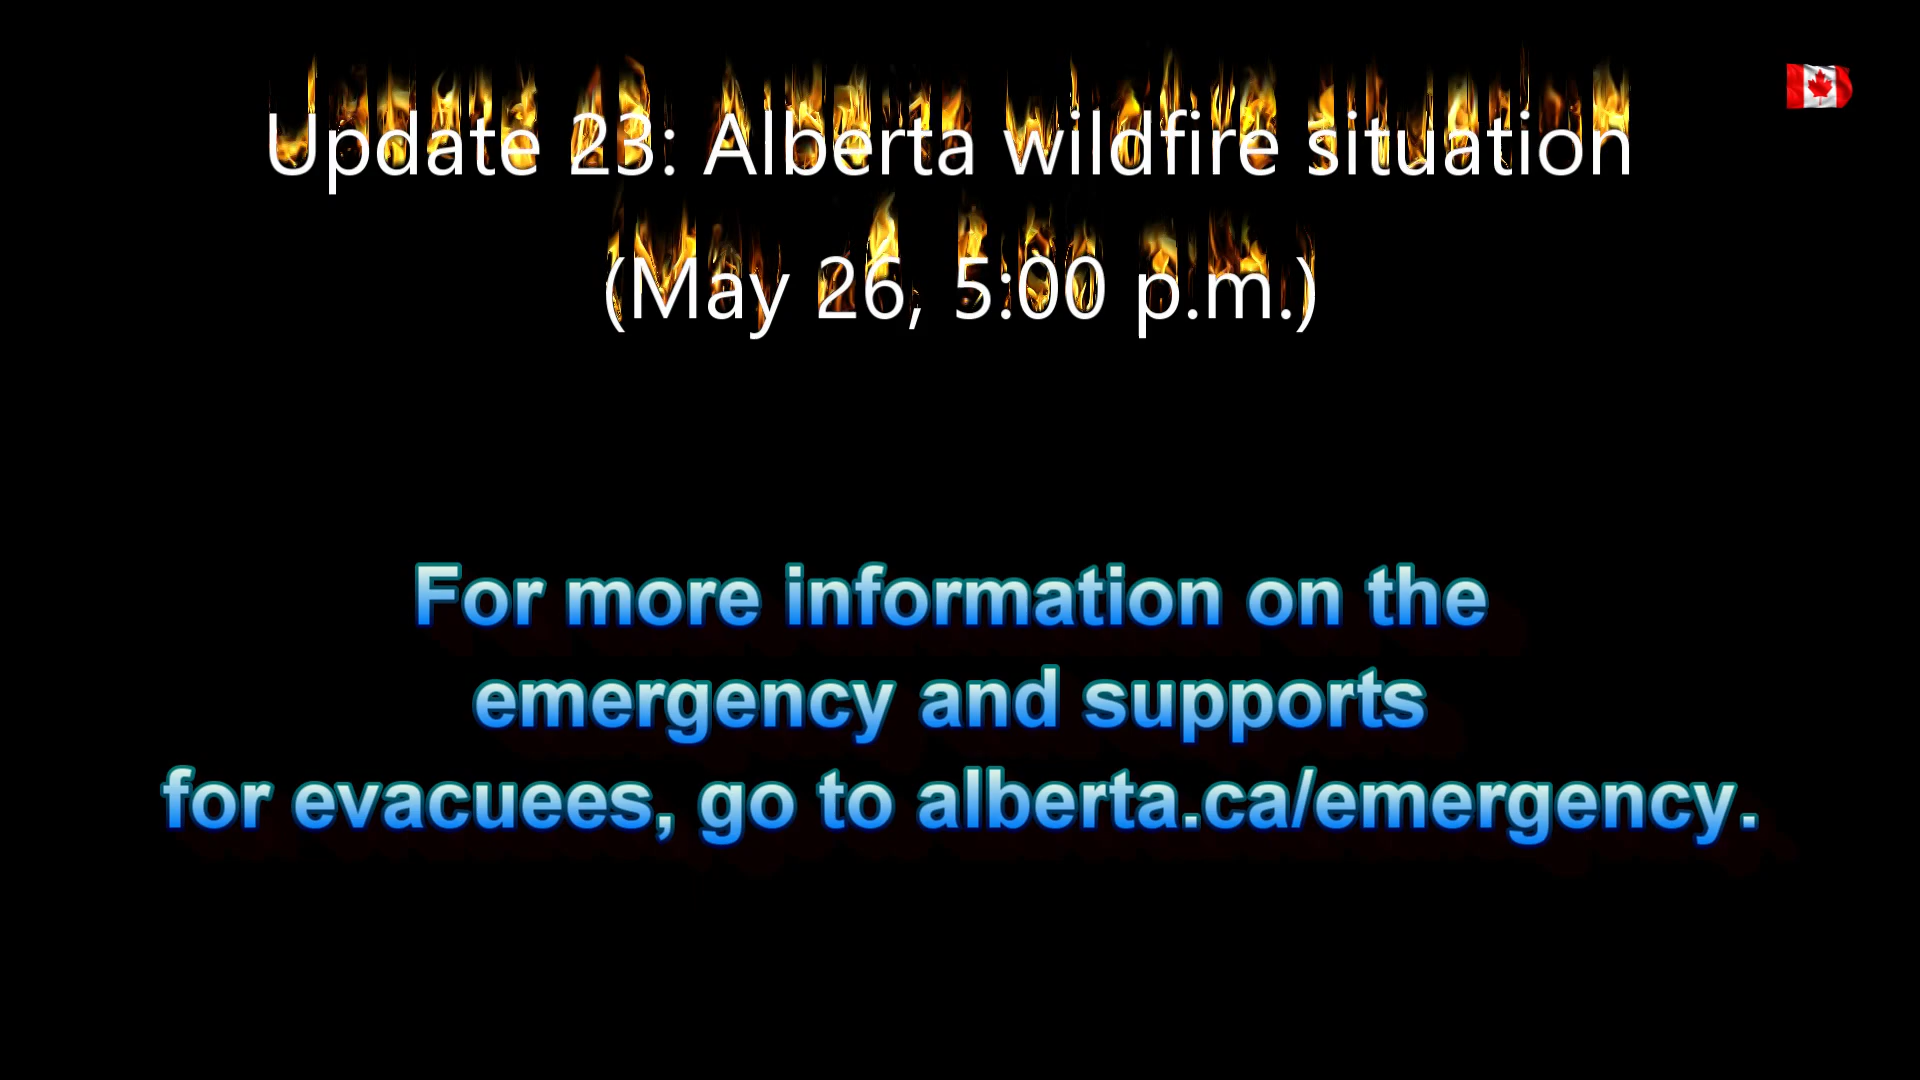 Update 23: Alberta wildfire situation
(May 26, 5:00 p.m.)
For more information on the
emergency and supports
for evacuees, go to alberta.ca/emergency.